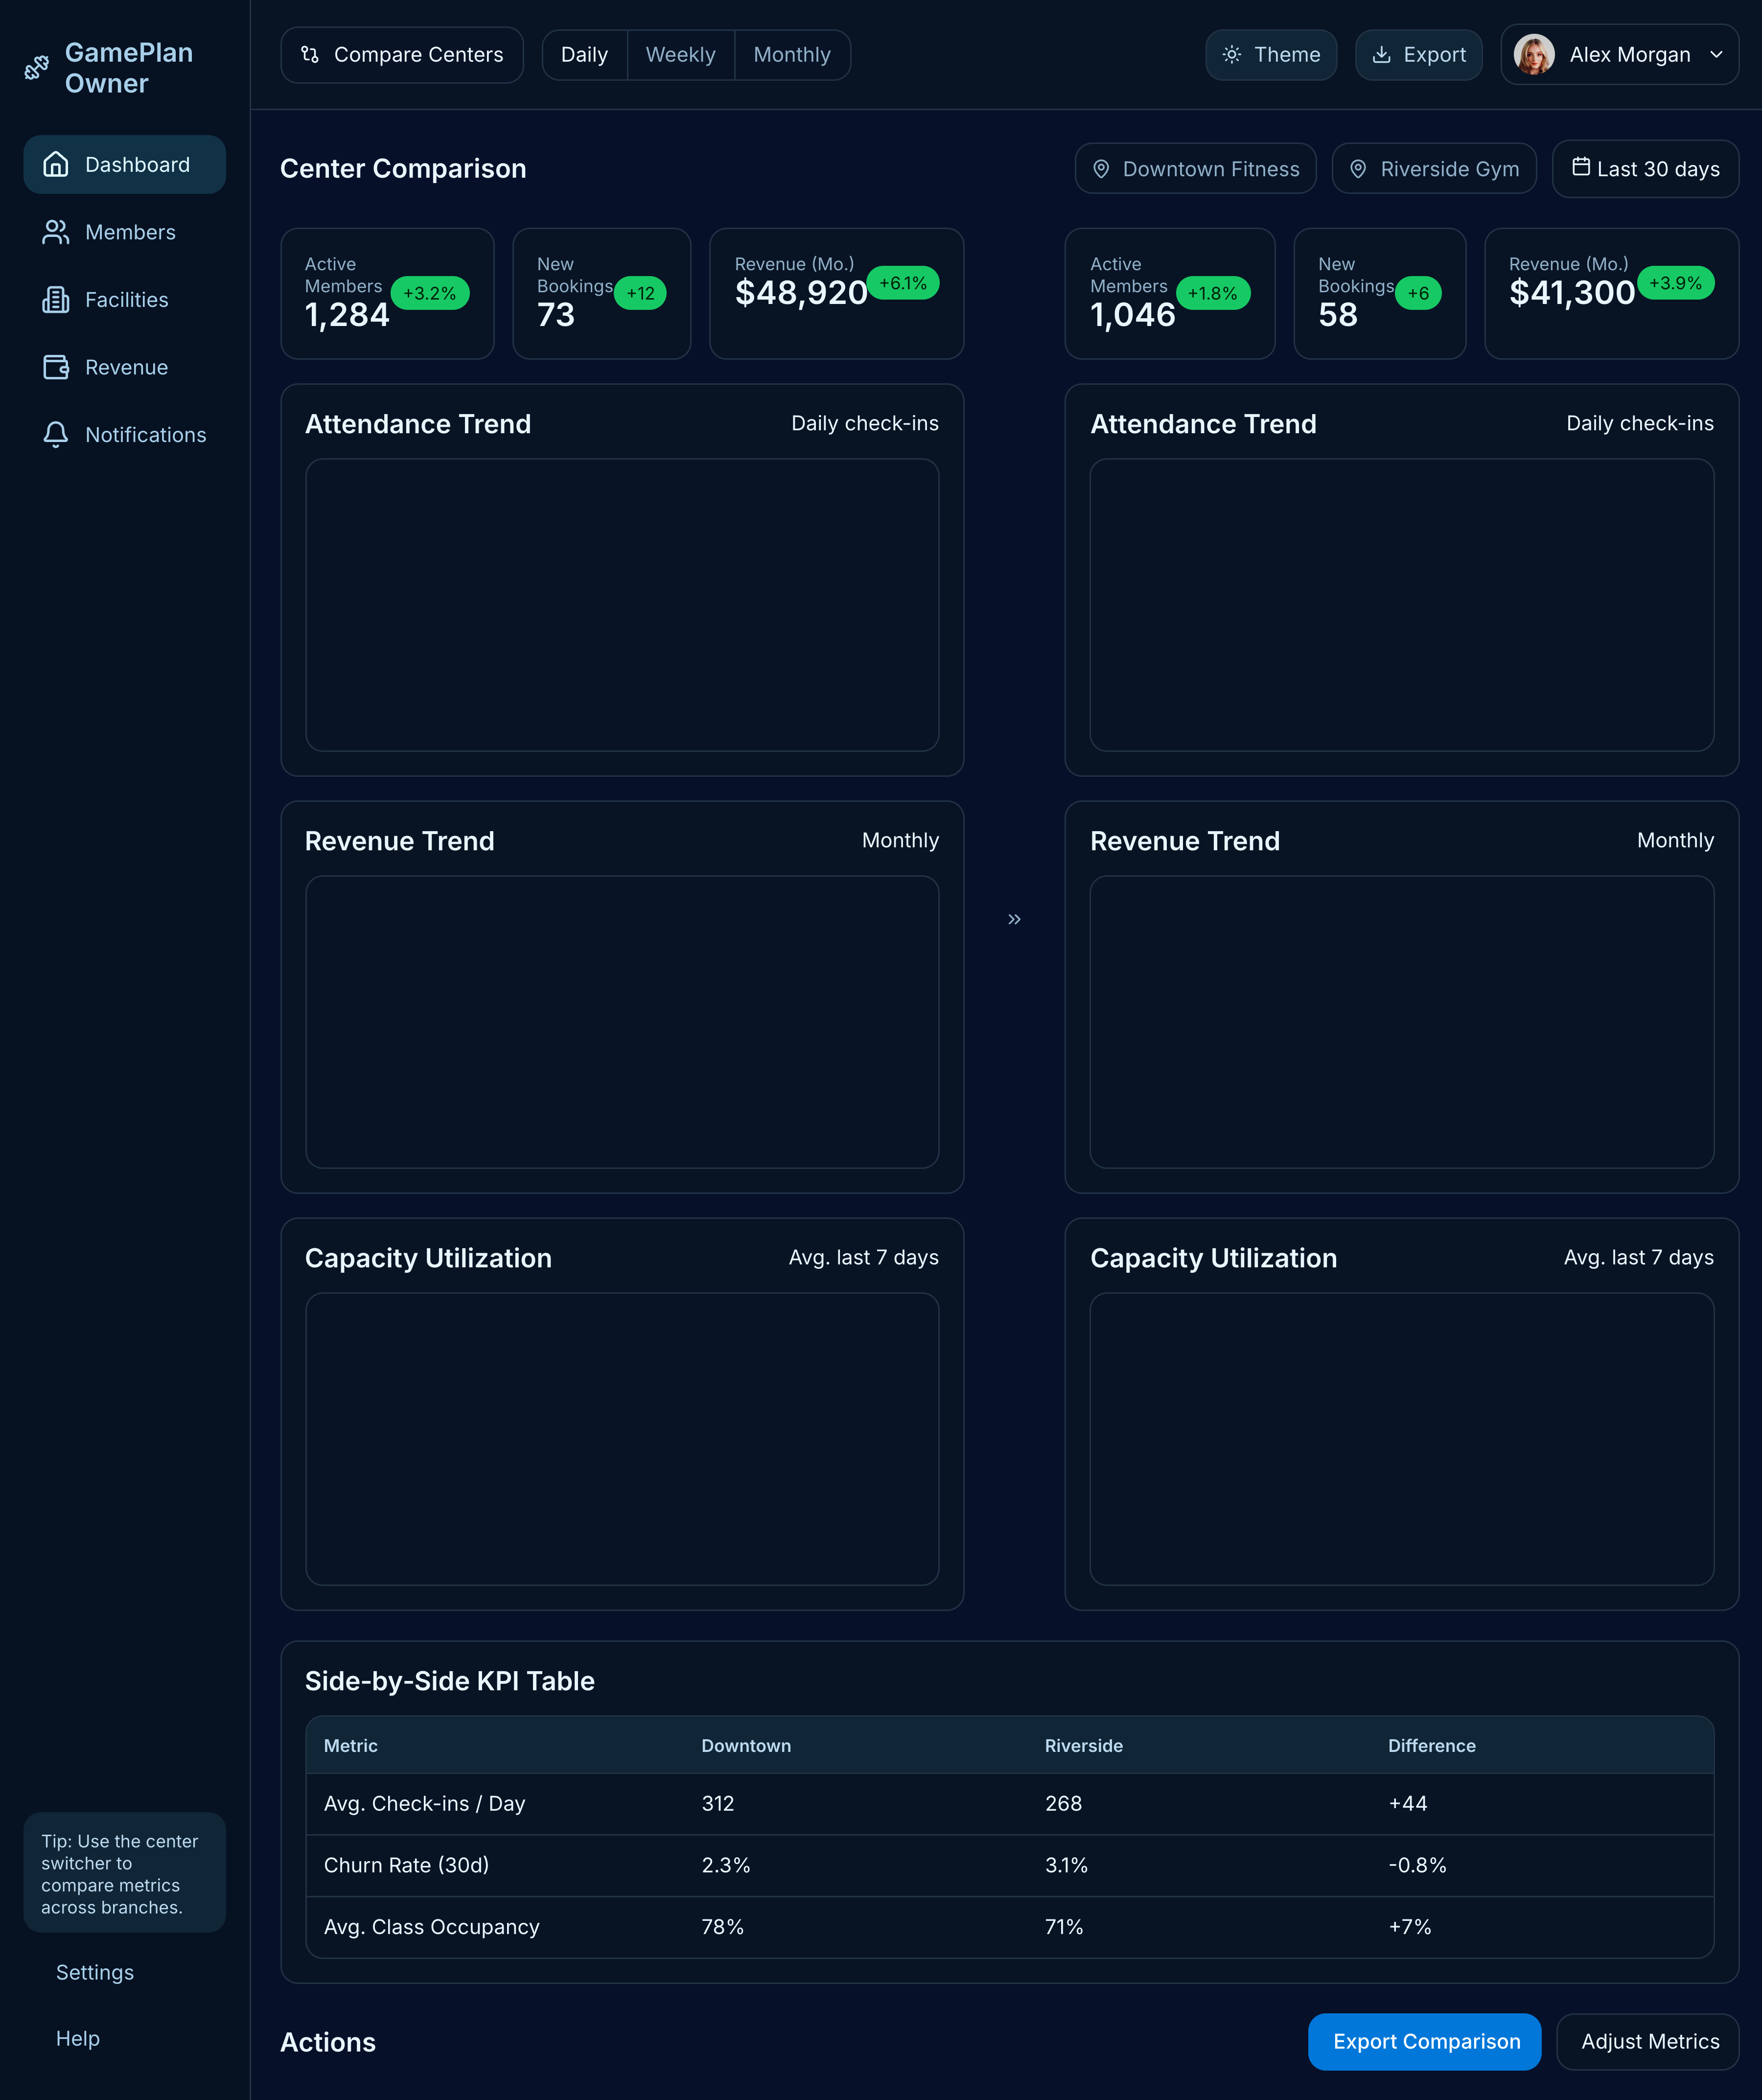 GamePlan
Owner
Dashboard
Members
Facilities
Revenue
Notifications
Tip: Use the center
switcher to
compare metrics
across branches.
Settings
Help
Compare Centers
Daily
Weekly
Monthly
Theme
Export
Alex Morgan
Center Comparison
Downtown Fitness
Riverside Gym
Last 30 days
Active
Members
1,284
+3.2%
New
Bookings
73
+12
Revenue (Mo.)
$48,920
+6.1%
Active
Members
1,046
+1.8%
New
Bookings
58
+6
Revenue (Mo.)
$41,300
+3.9%
Attendance Trend
Daily check-ins
Attendance Trend
Daily check-ins
Revenue Trend
Monthly
Revenue Trend
Monthly
Capacity Utilization
Avg. last 7 days
Capacity Utilization
Avg. last 7 days
Side-by-Side KPI Table
Metric Downtown Riverside Difference
Avg. Check-ins / Day 312 268 +44
Churn Rate (30d) 2.3% 3.1% -0.8%
Avg. Class Occupancy 78% 71% +7%
Actions
Export Comparison
Adjust Metrics